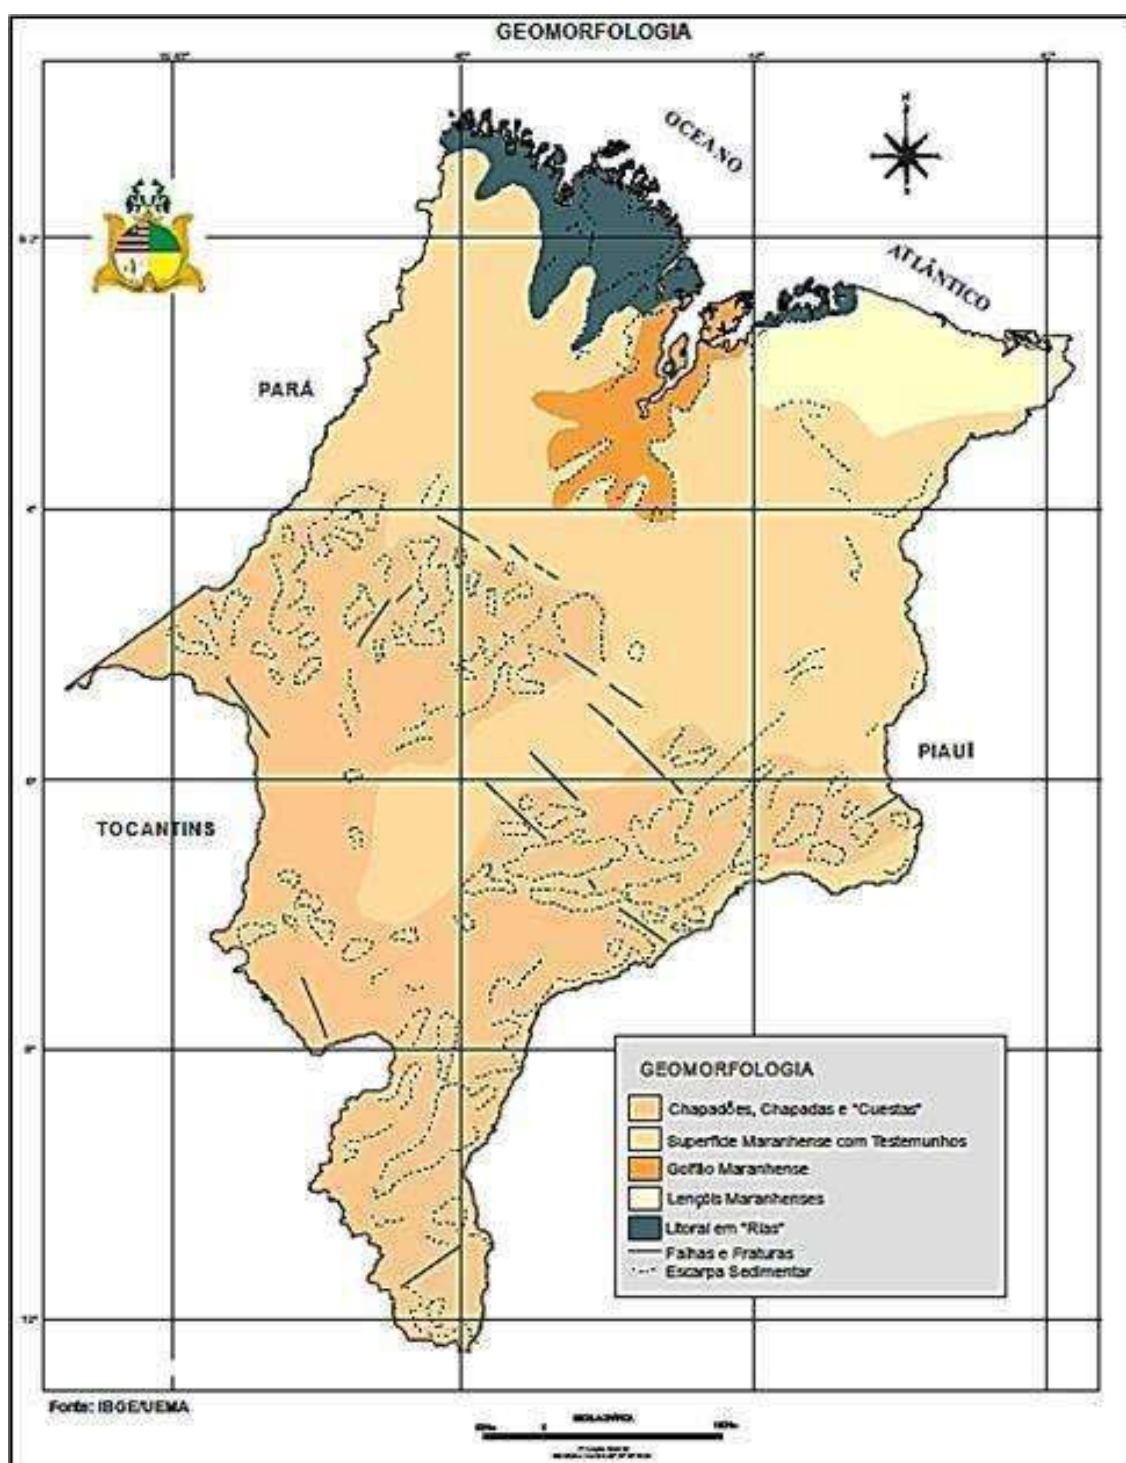 GEOMORFOLOGIA
OCEANO
ATLÂNTICO
PARÁ
PIAUÍ
TOCANTINS
GEOMORFOLOGIA
Chapadões, Chapadas e "Cuestas"
Superfície Maranhense com Testemunhos
Golfão Maranhense
Lençóis Maranhenses
Litoral em "Rias"
Falhas e Fraturas
Escarpa Sedimentar
Fonte: IBGE/UEMA